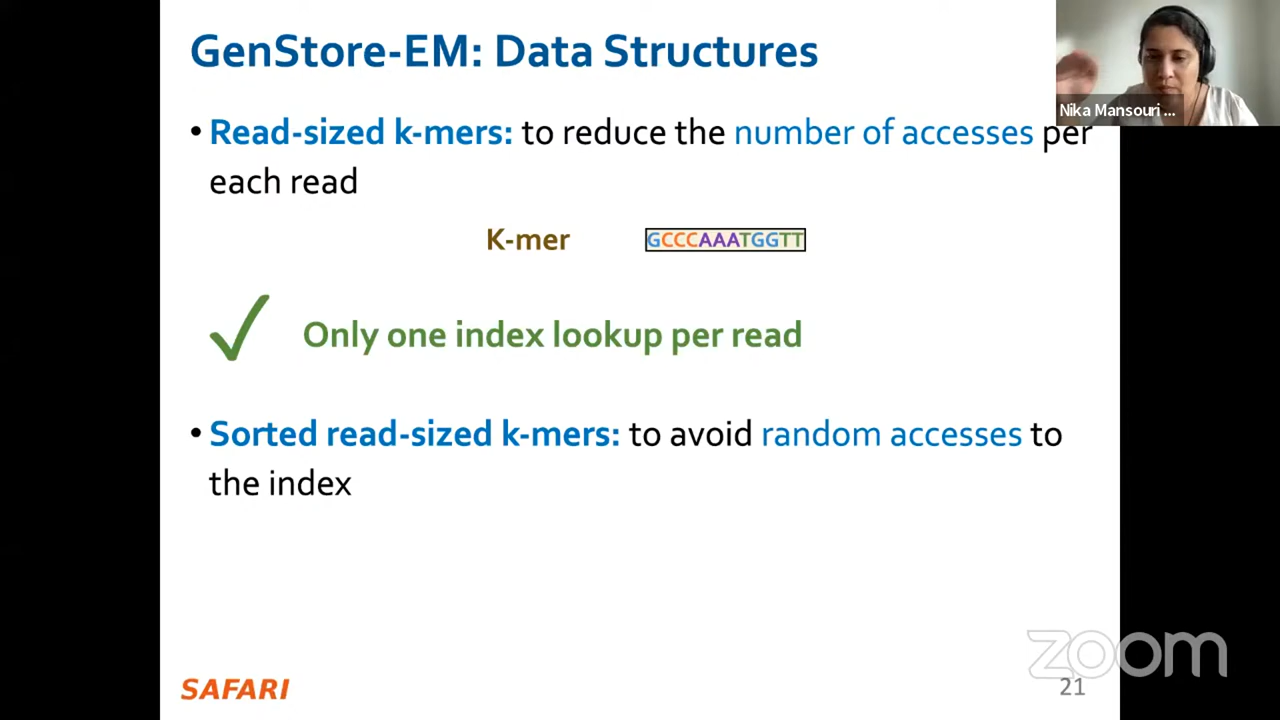 GenStore-EM: Data Structures
Nika Mansouri ...
• Read-sized k-mers: to reduce the number of accesses per
each read
K-mer GCCCAAATGGTT
✓ Only one index lookup per read
• Sorted read-sized k-mers: to avoid random accesses to
the index
zoom
SAFARI
21